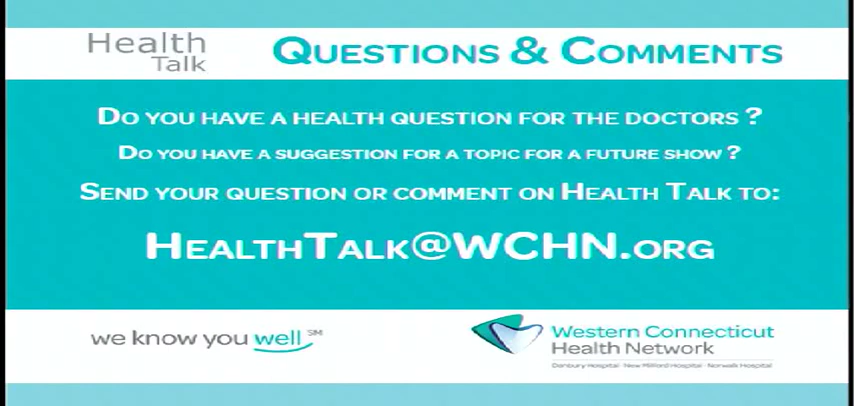 Health
Talk
QUESTIONS & COMMENTS
DO YOU HAVE A HEALTH QUESTION FOR THE DOCTORS ?
DO YOU HAVE A SUGGESTION FOR A TOPIC FOR A FUTURE SHOW ?
SEND YOUR QUESTION OR COMMENT ON HEALTH TALK TO:
HEALTHTALK@WCHN.ORG
we know you well SM
Western Connecticut
Health Network
Danbury Hospital · New Milford Hospital · Norwalk Hospital